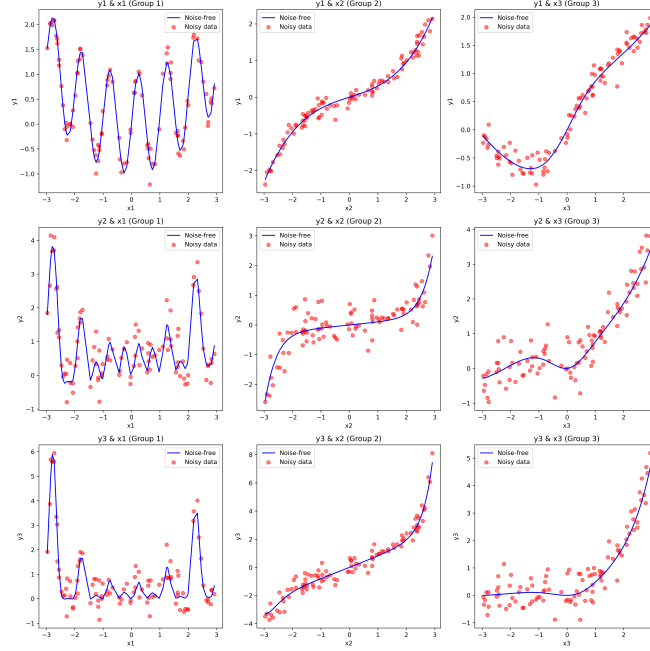 y1 & x1 (Group 1)
Noise-free
Noisy data
y1
2.0
1.5
1.0
0.5
0.0
−0.5
−1.0
−3
−2
−1
0
1
2
3
x1
y1 & x2 (Group 2)
Noise-free
Noisy data
y1
2
1
0
−1
−2
−3
−2
−1
0
1
2
3
x2
y1 & x3 (Group 3)
Noise-free
Noisy data
y1
2.0
1.5
1.0
0.5
0.0
−0.5
−1.0
−3
−2
−1
0
1
2
x3
y2 & x1 (Group 1)
Noise-free
Noisy data
y2
4
3
2
1
0
−1
−3
−2
−1
0
1
2
3
x1
y2 & x2 (Group 2)
Noise-free
Noisy data
y2
3
2
1
0
−1
−2
−3
−2
−1
0
1
2
3
x2
y2 & x3 (Group 3)
Noise-free
Noisy data
y2
4
3
2
1
0
−1
−3
−2
−1
0
1
2
x3
y3 & x1 (Group 1)
Noise-free
Noisy data
y3
6
5
4
3
2
1
0
−1
−3
−2
−1
0
1
2
3
x1
y3 & x2 (Group 2)
Noise-free
Noisy data
y3
8
6
4
2
0
−2
−4
−3
−2
−1
0
1
2
3
x2
y3 & x3 (Group 3)
Noise-free
Noisy data
y3
5
4
3
2
1
0
−1
−3
−2
−1
0
1
2
x3